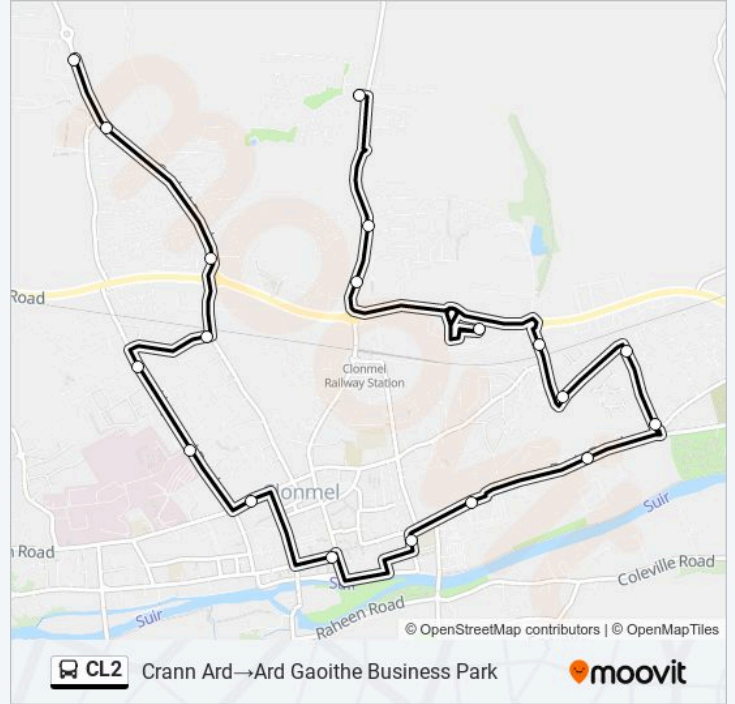 Road
Clonmel
Railway Station
Clonmel
Suir
Road
Coleville Road
Suir
Raheen Road
© OpenStreetMap contributors | © OpenMapTiles
CL2 Crann Ard→Ard Gaoithe Business Park
moovit